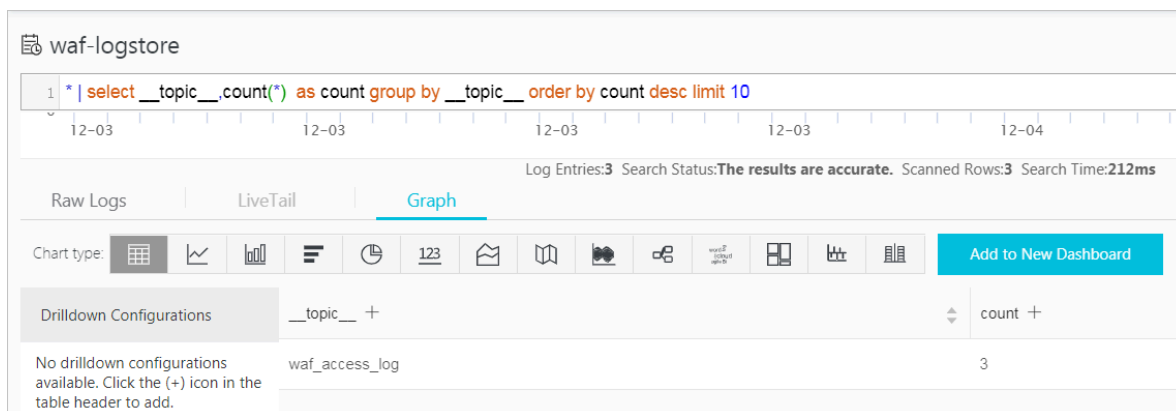 waf-logstore
1 * | select __topic__,count(*) as count group by __topic__ order by count desc limit 10
12-03 12-03 12-03 12-03 12-04
Log Entries:3 Search Status:The results are accurate. Scanned Rows:3 Search Time:212ms
Raw Logs LiveTail Graph
Chart type: 123 Add to New Dashboard
Drilldown Configurations __topic__ + count +
No drilldown configurations
available. Click the (+) icon in the
table header to add.
waf_access_log 3